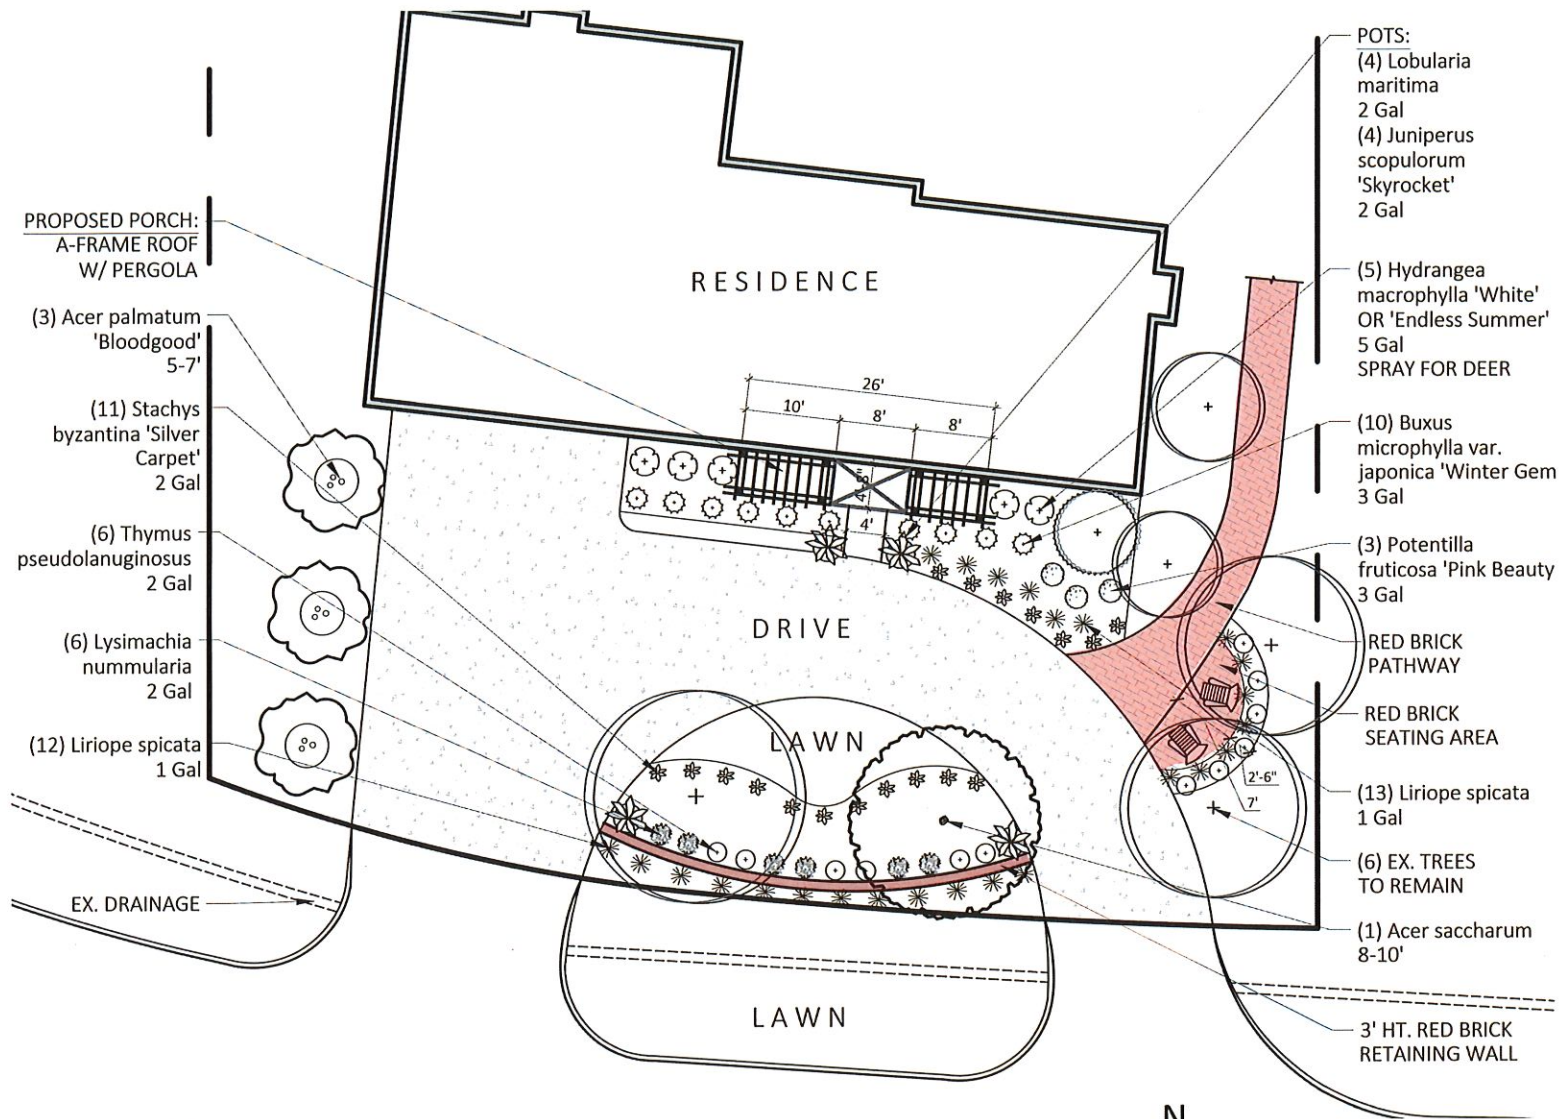 PROPOSED PORCH:
A-FRAME ROOF
W/ PERGOLA
(3) Acer palmatum
'Bloodgood'
5-7'
(11) Stachys
byzantina 'Silver
Carpet'
2 Gal
(6) Thymus
pseudolanuginosus
2 Gal
(6) Lysimachia
nummularia
2 Gal
(12) Liriope spicata
1 Gal
EX. DRAINAGE
RESIDENCE
26'
10'
8'
8'
4'
DRIVE
LAWN
LAWN
2'-6"
7'
POTS:
(4) Lobularia
maritima
2 Gal
(4) Juniperus
scopulorum
'Skyrocket'
2 Gal
(5) Hydrangea
macrophylla 'White'
OR 'Endless Summer'
5 Gal
SPRAY FOR DEER
(10) Buxus
microphylla var.
japonica 'Winter Gem
3 Gal
(3) Potentilla
fruticosa 'Pink Beauty
3 Gal
RED BRICK
PATHWAY
RED BRICK
SEATING AREA
(13) Liriope spicata
1 Gal
(6) EX. TREES
TO REMAIN
(1) Acer saccharum
8-10'
3' HT. RED BRICK
RETAINING WALL
N